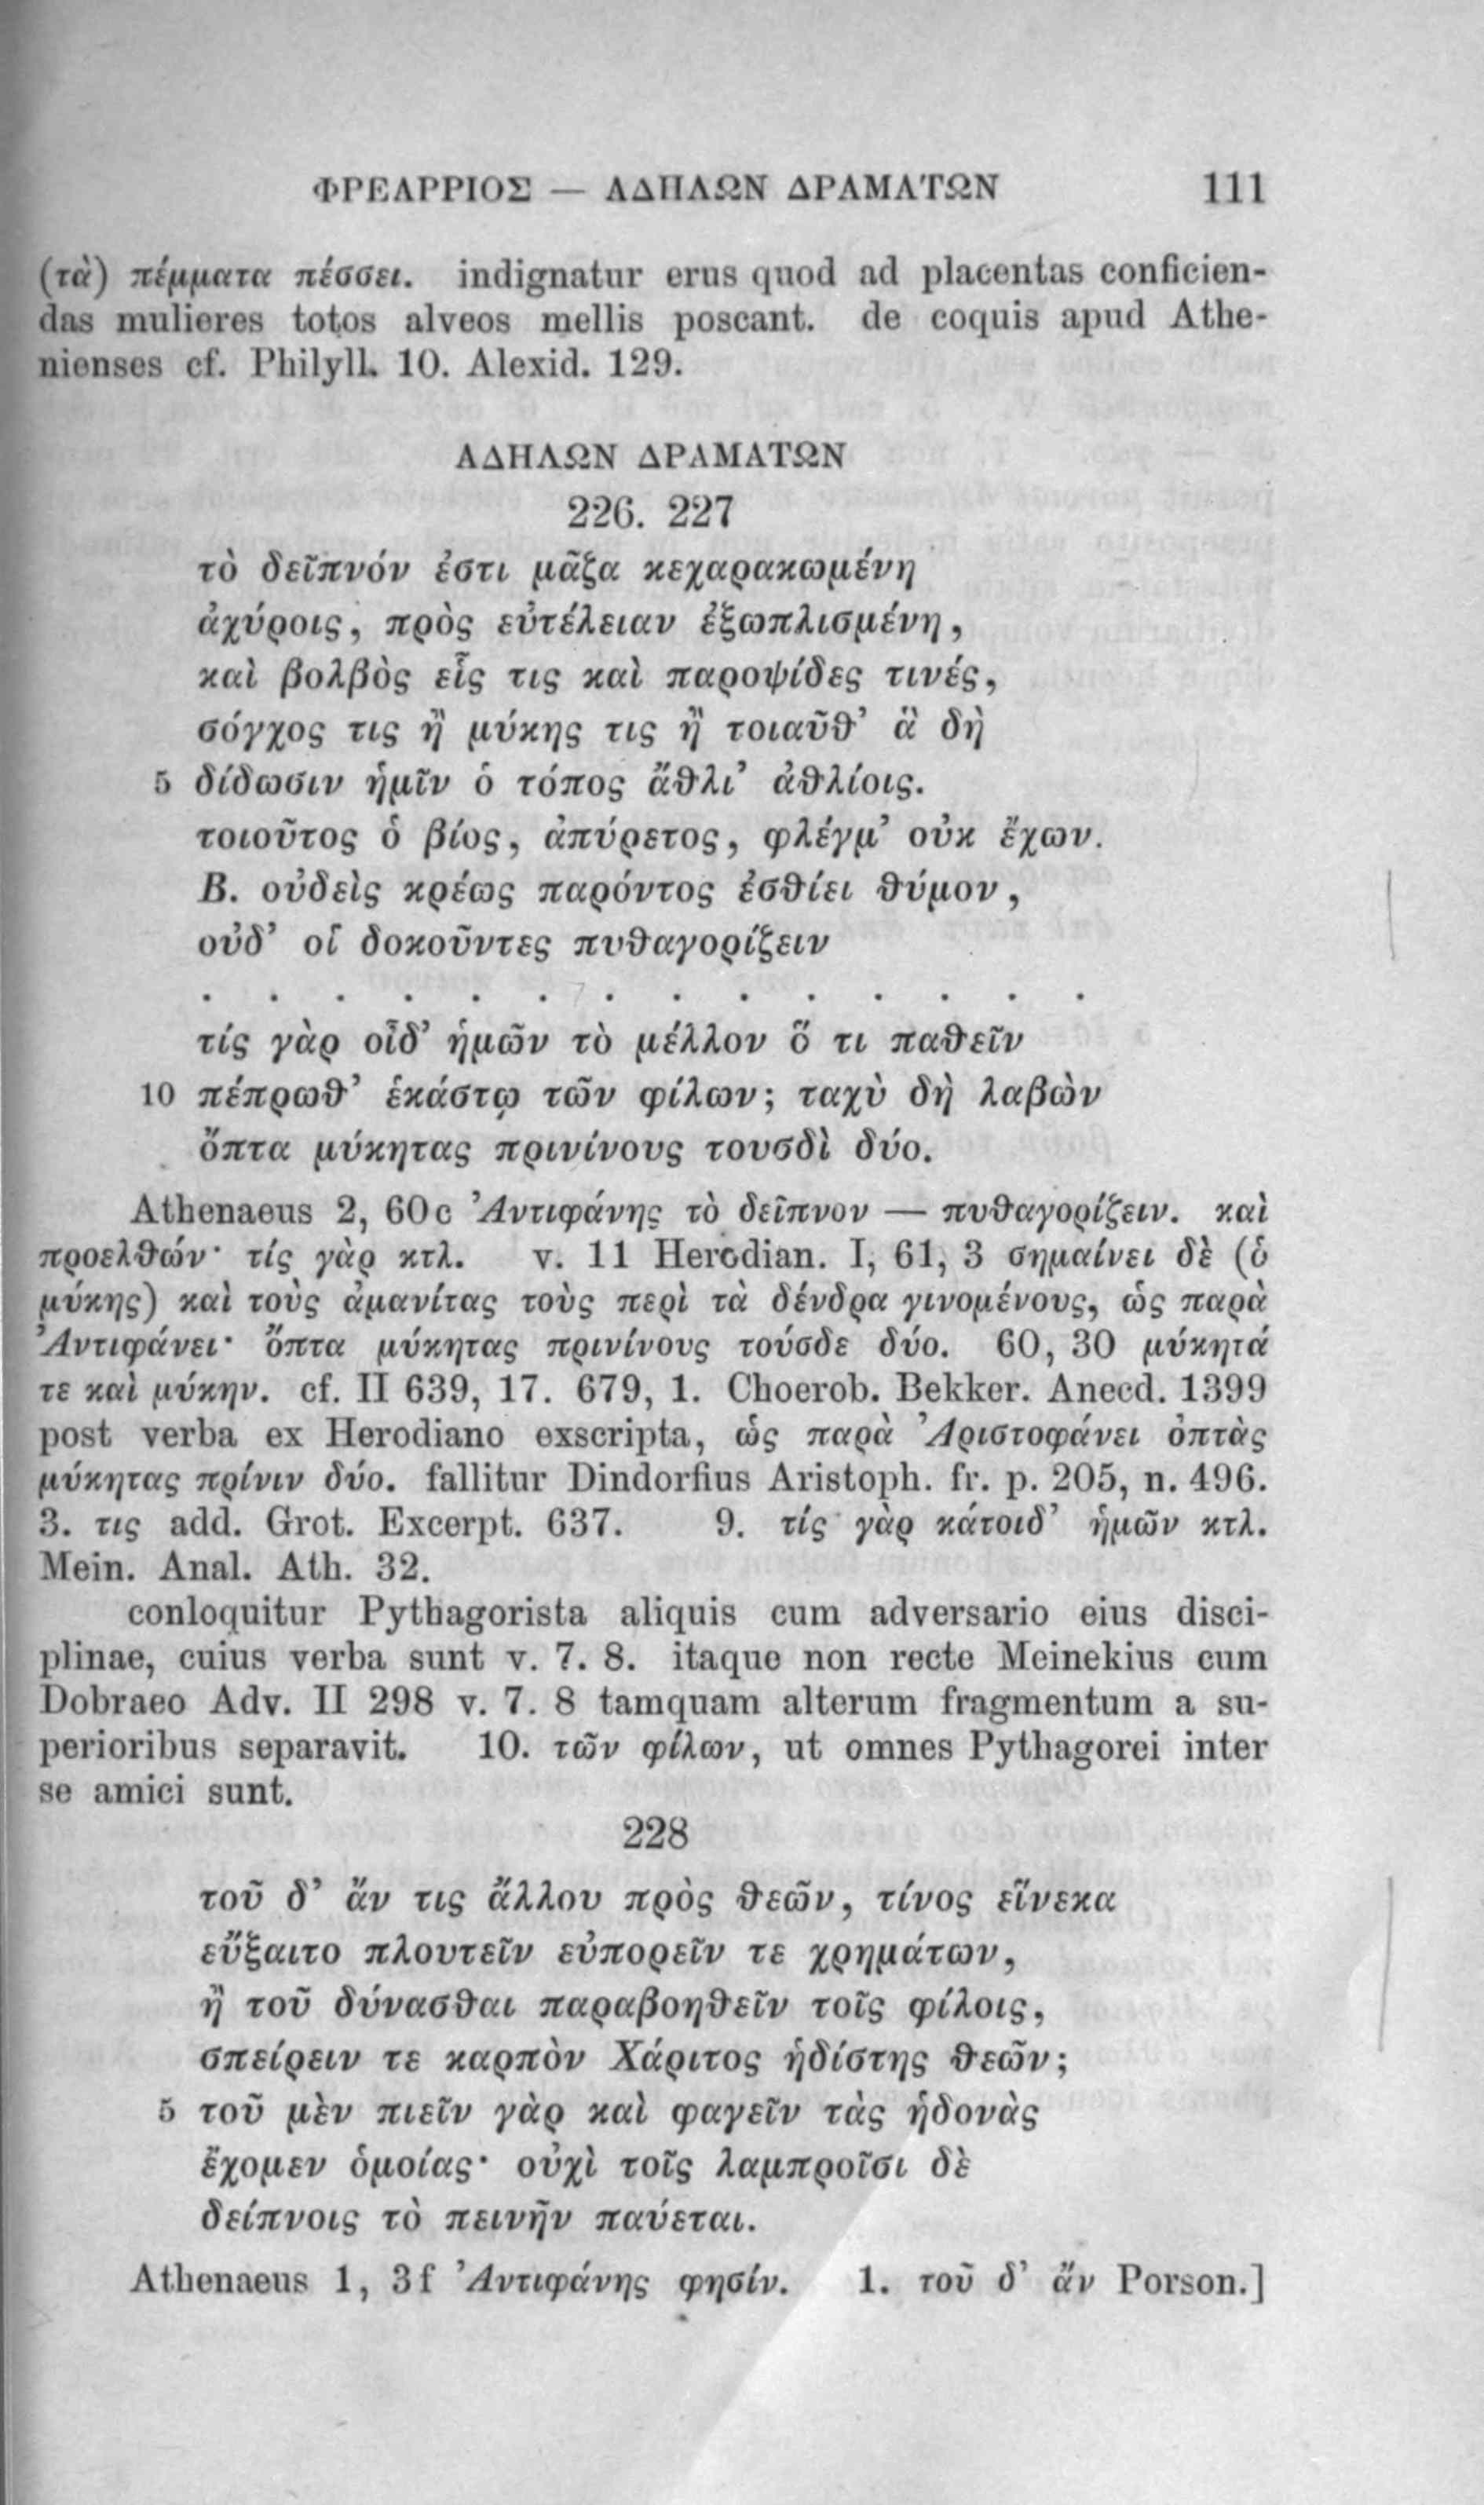 ΦΡΕΑΡΡΙΟΣ — ΑΔΗΛΩΝ ΔΡΑΜΑΤΩΝ 111
(τὰ) πέμματα πέσσει. indignatur erus quod ad placentas conficien-
das mulieres totos alveos mellis poscant. de coquis apud Athe-
nienses cf. Philyll. 10. Alexid. 129.
ΑΔΗΛΩΝ ΔΡΑΜΑΤΩΝ
226. 227
τὸ δεῖπνόν ἐστι μᾶζα κεχαρακωμένη
ἀχύροις, πρὸς εὐτέλειαν ἐξωπλισμένη,
καὶ βολβὸς εἷς τις καὶ παροψίδες τινές,
σόγχος τις ἢ μύκης τις ἢ τοιαῦθ’ ἃ δὴ
5 δίδωσιν ἡμῖν ὁ τόπος ἄθλι’ ἀθλίοις.
τοιοῦτος ὁ βίος, ἀπύρετος, φλέγμ’ οὐκ ἔχων.
Β. οὐδεὶς κρέως παρόντος ἐσθίει θύμον,
οὐδ’ οἱ δοκοῦντες πυθαγορίζειν
. . . . . . . . . . . . . .
τίς γὰρ οἶδ’ ἡμῶν τὸ μέλλον ὅ τι παθεῖν
10 πέπρωθ’ ἑκάστῳ τῶν φίλων; ταχὺ δὴ λαβὼν
ὄπτα μύκητας πρινίνους τουσδὶ δύο.
Athenaeus 2, 60c Ἀντιφάνης τὸ δεῖπνον — πυθαγορίζειν. καὶ
προελθών· τίς γὰρ κτλ. v. 11 Herodian. I, 61, 3 σημαίνει δὲ (ὁ
μύκης) καὶ τοὺς ἀμανίτας τοὺς περὶ τὰ δένδρα γινομένους, ὡς παρὰ
Ἀντιφάνει· ὄπτα μύκητας πρινίνους τούσδε δύο. 60, 30 μύκητά
τε καὶ μύκην. cf. II 639, 17. 679, 1. Choerob. Bekker. Anecd. 1399
post verba ex Herodiano exscripta, ὡς παρὰ Ἀριστοφάνει ὀπτὰς
μύκητας πρίνιν δύο. fallitur Dindorfius Aristoph. fr. p. 205, n. 496.
3. τις add. Grot. Excerpt. 637. 9. τίς γὰρ κάτοιδ’ ἡμῶν κτλ.
Mein. Anal. Ath. 32.
conloquitur Pythagorista aliquis cum adversario eius disci-
plinae, cuius verba sunt v. 7. 8. itaque non recte Meinekius cum
Dobraeo Adv. II 298 v. 7. 8 tamquam alterum fragmentum a su-
perioribus separavit. 10. τῶν φίλων, ut omnes Pythagorei inter
se amici sunt.
228
τοῦ δ’ ἄν τις ἄλλου πρὸς θεῶν, τίνος εἵνεκα
εὔξαιτο πλουτεῖν εὐπορεῖν τε χρημάτων,
ἢ τοῦ δύνασθαι παραβοηθεῖν τοῖς φίλοις,
σπείρειν τε καρπὸν Χάριτος ἡδίστης θεῶν;
5 τοῦ μὲν πιεῖν γὰρ καὶ φαγεῖν τὰς ἡδονὰς
ἔχομεν ὁμοίας· οὐχὶ τοῖς λαμπροῖσι δὲ
δείπνοις τὸ πεινῆν παύεται.
Athenaeus 1, 3f Ἀντιφάνης φησίν. 1. τοῦ δ’ ἄν Porson.]